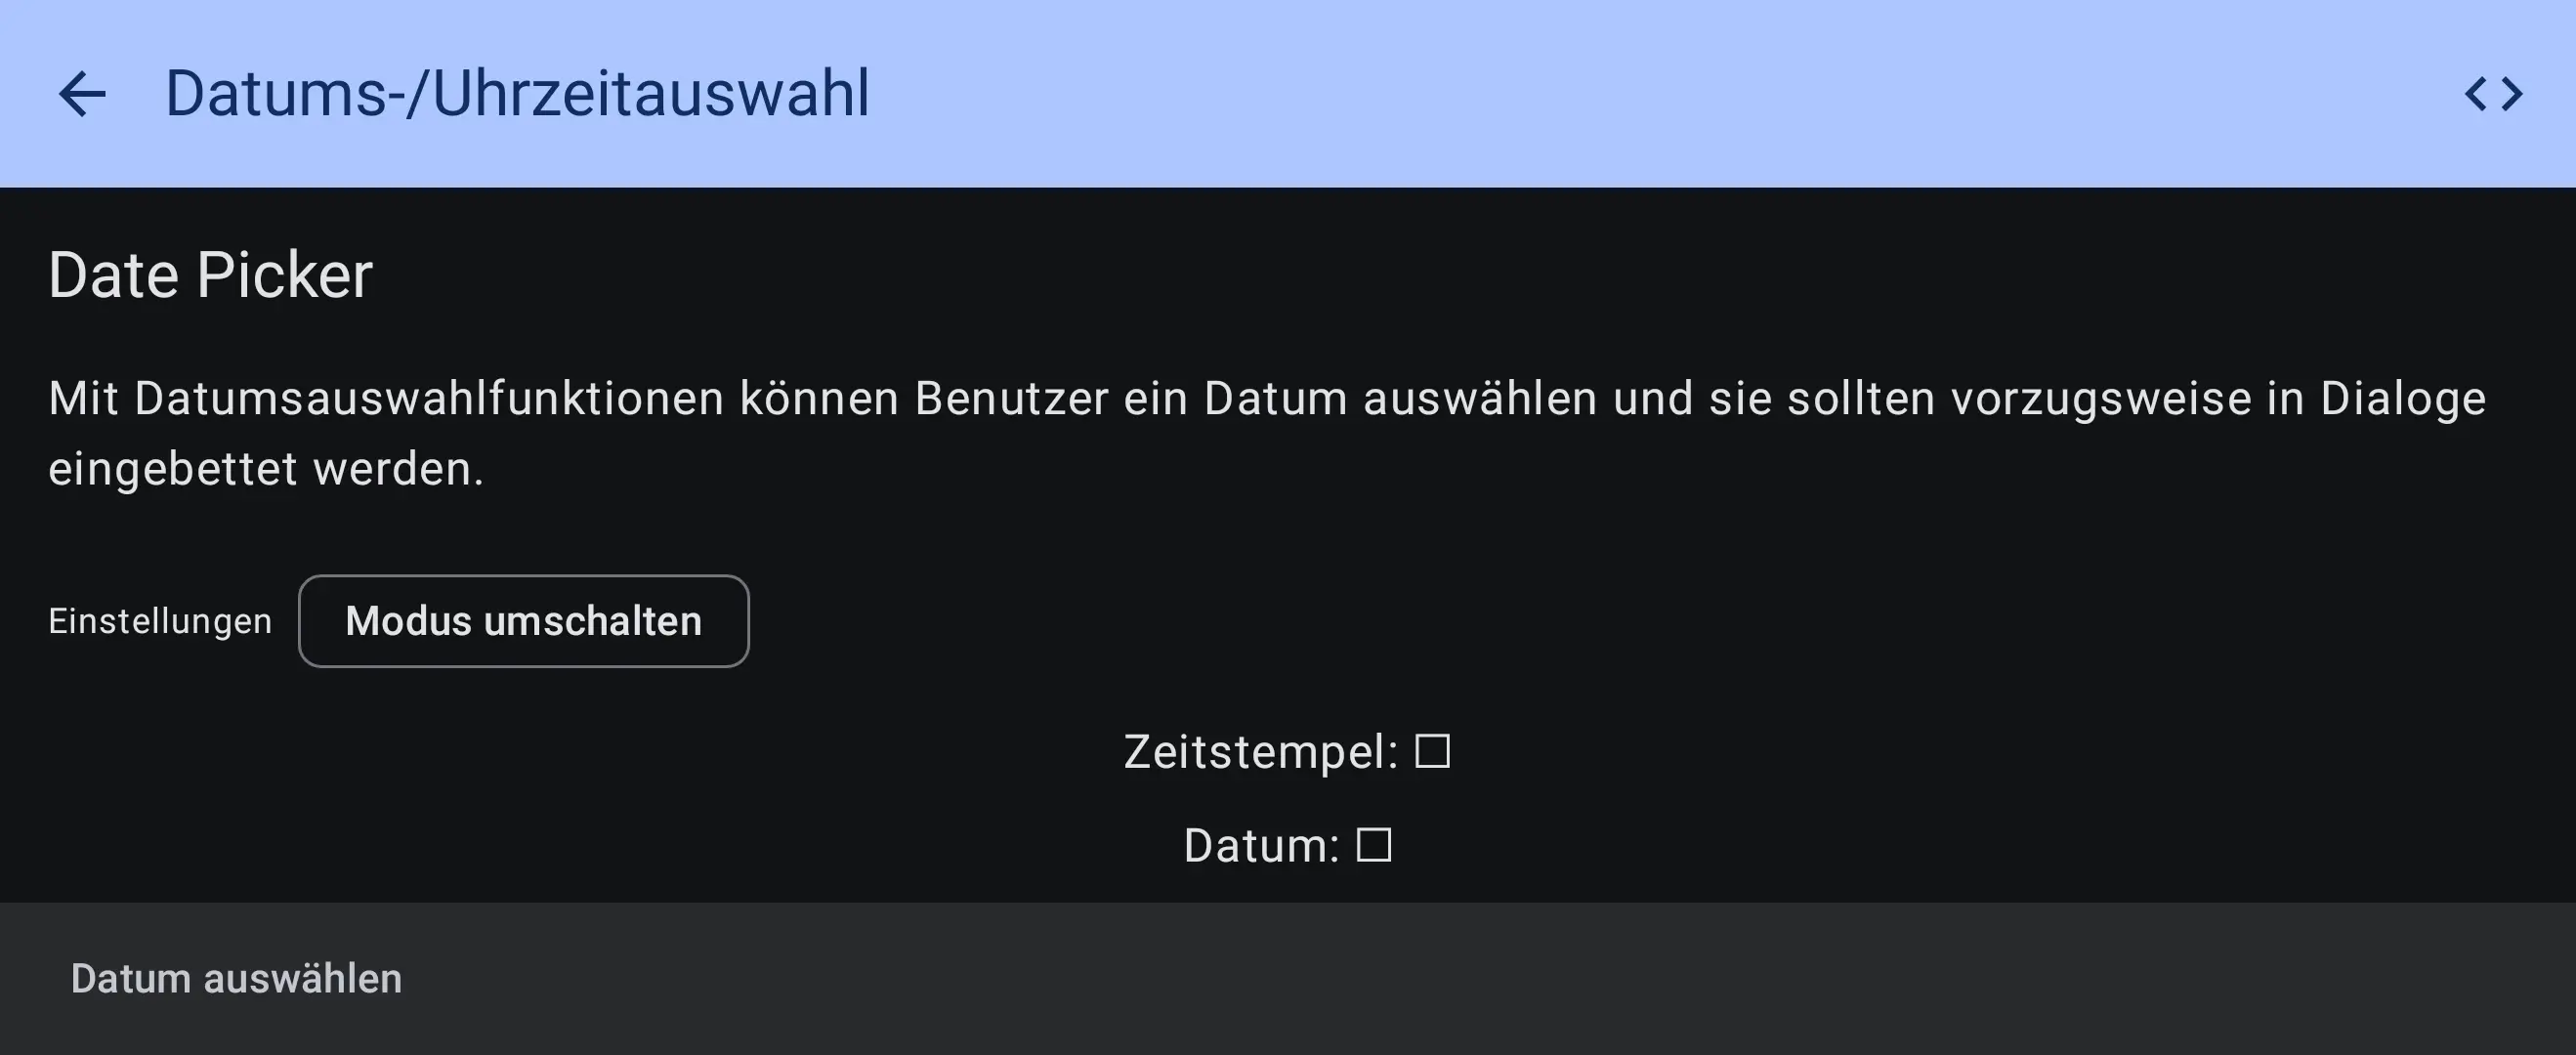 Datums-/Uhrzeitauswahl
Date Picker
Mit Datumsauswahlfunktionen können Benutzer ein Datum auswählen und sie sollten vorzugsweise in Dialoge
eingebettet werden.
Einstellungen Modus umschalten
Zeitstempel: □
Datum: □
Datum auswählen